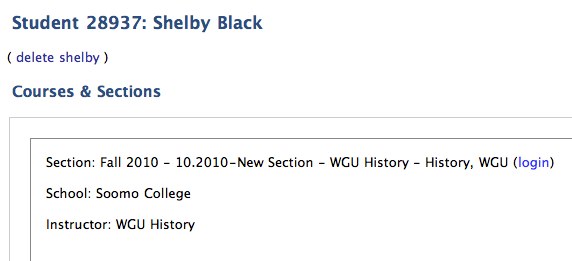 Student 28937: Shelby Black
( delete shelby )
Courses & Sections
Section: Fall 2010 - 10.2010-New Section - WGU History - History, WGU (login)
School: Soomo College
Instructor: WGU History